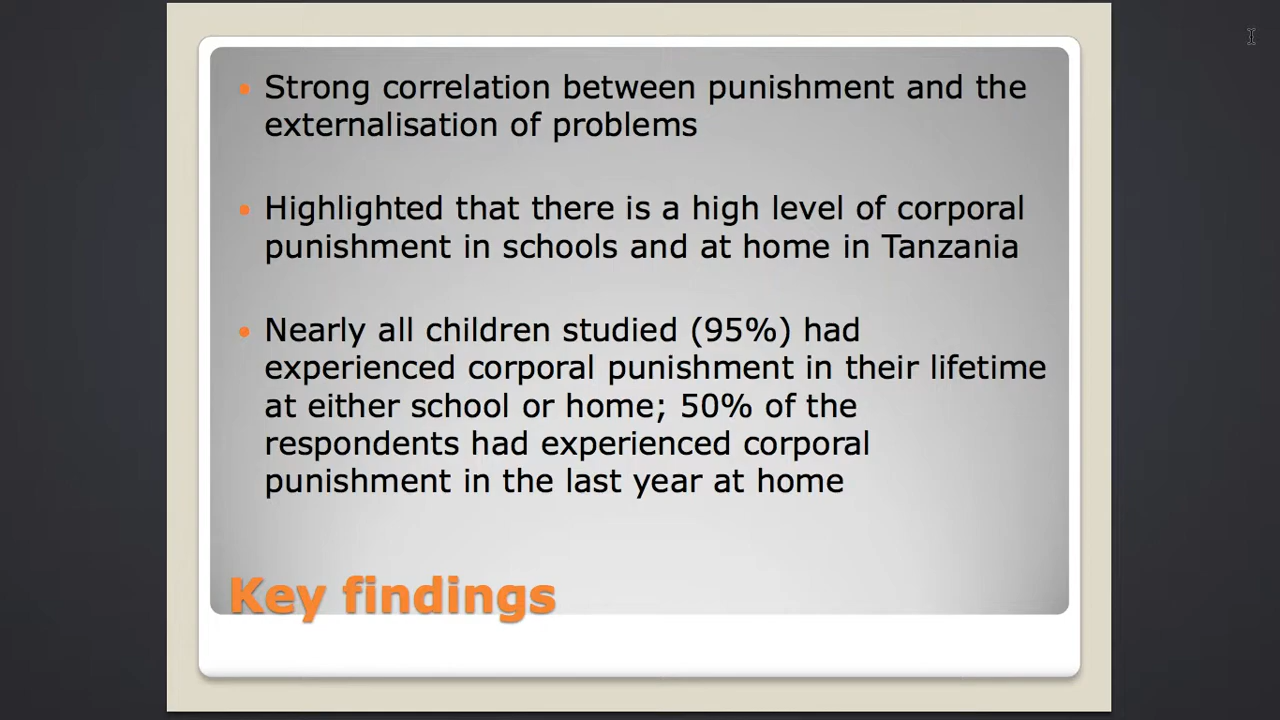 Strong correlation between punishment and the
externalisation of problems
Highlighted that there is a high level of corporal
punishment in schools and at home in Tanzania
Nearly all children studied (95%) had
experienced corporal punishment in their lifetime
at either school or home; 50% of the
respondents had experienced corporal
punishment in the last year at home
Key findings